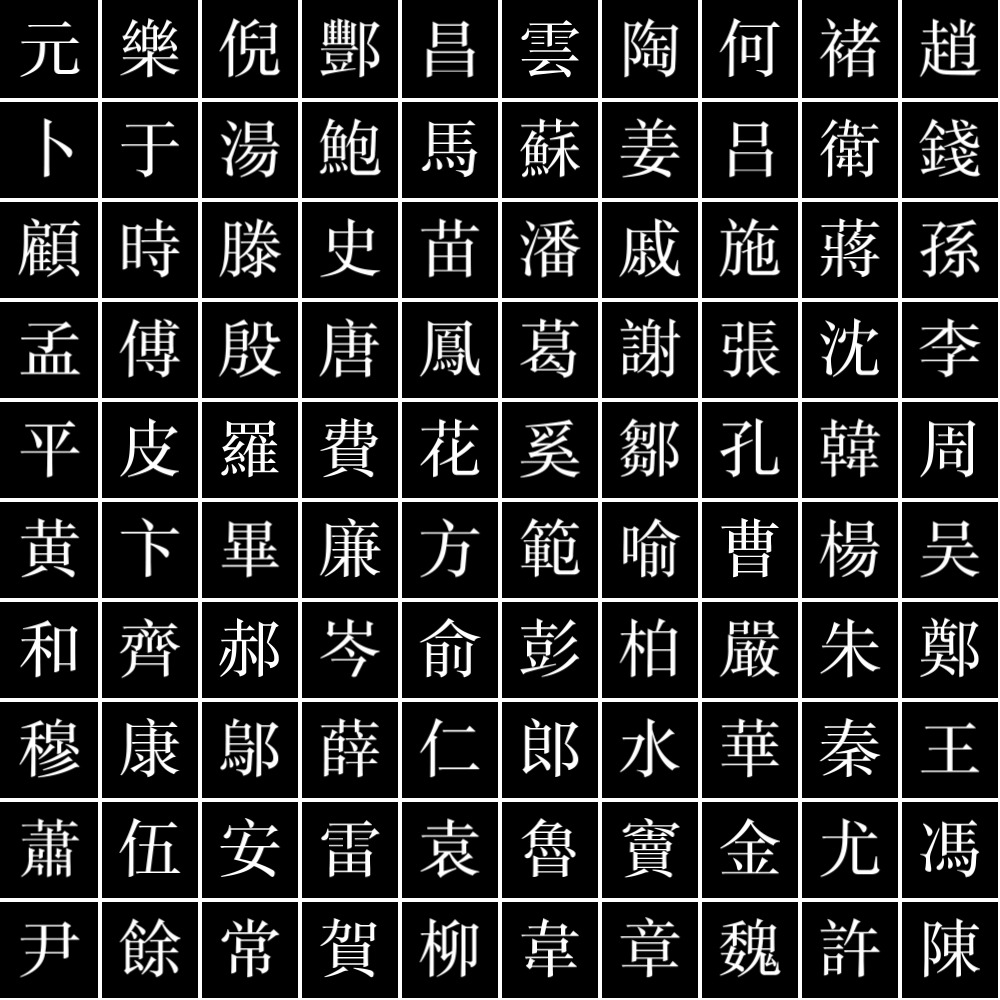 趙錢孫李周吴鄭王馮陳
褚衛蔣沈韓楊朱秦尤許
何呂施張孔曹嚴華金魏
陶姜戚謝鄒喻柏水竇章
雲蘇潘葛奚範彭郎魯韋
昌馬苗鳳花方俞仁袁柳
酆鮑史唐費廉岑薛雷賀
倪湯滕殷羅畢郝鄔安常
樂于時傅皮卞齊康伍餘
元卜顧孟平黄和穆蕭尹